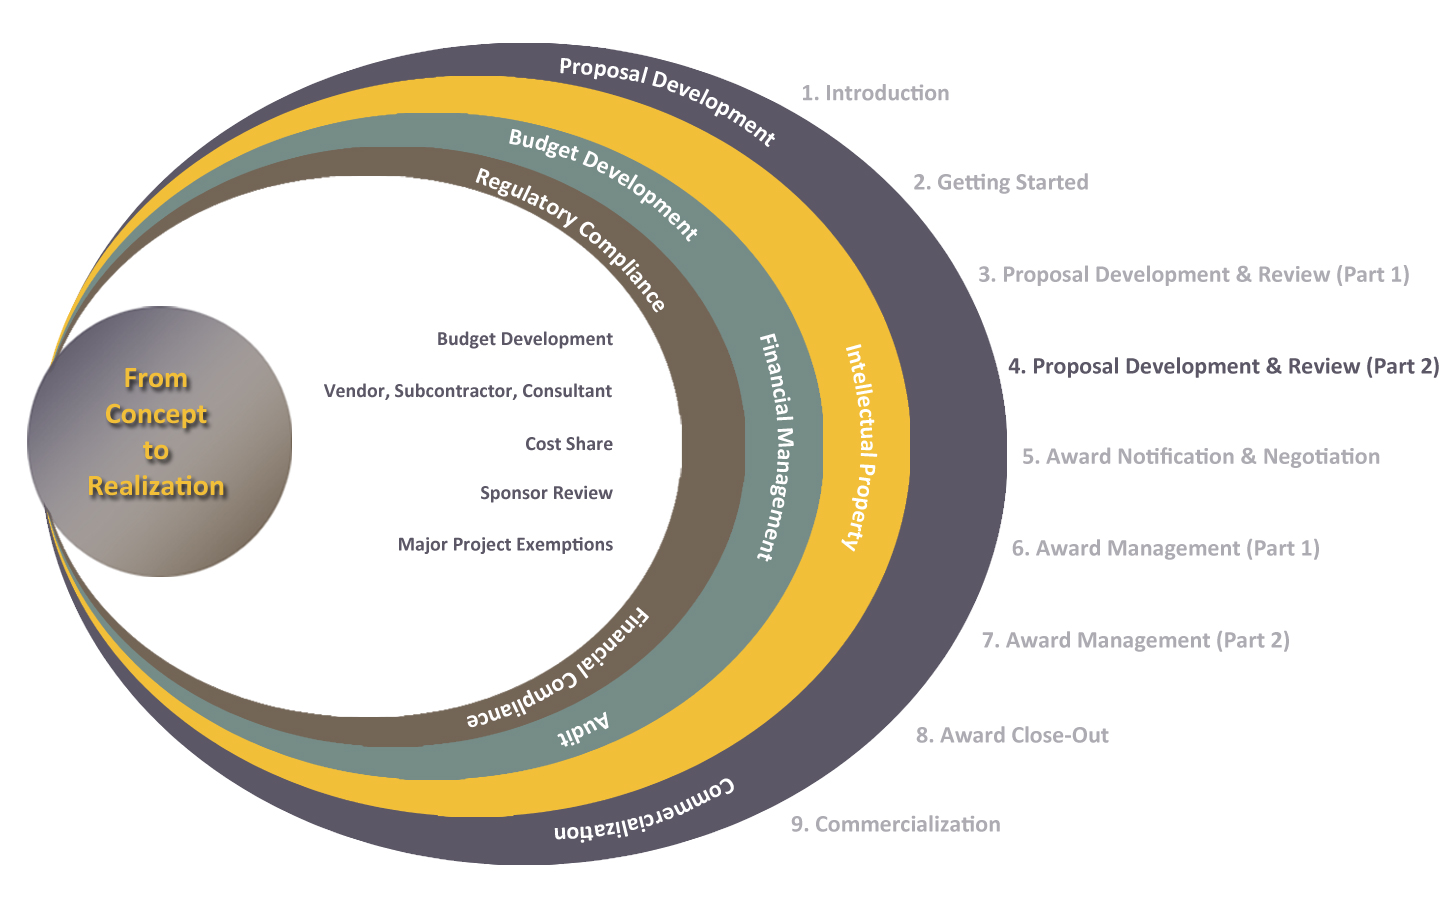 From
Concept
to
Realization
Proposal Development
Budget Development
Regulatory Compliance
Financial Management
Intellectual Property
Financial Compliance
Audit
Commercialization
Budget Development
Vendor, Subcontractor, Consultant
Cost Share
Sponsor Review
Major Project Exemptions
1. Introduction
2. Getting Started
3. Proposal Development & Review (Part 1)
4. Proposal Development & Review (Part 2)
5. Award Notification & Negotiation
6. Award Management (Part 1)
7. Award Management (Part 2)
8. Award Close-Out
9. Commercialization